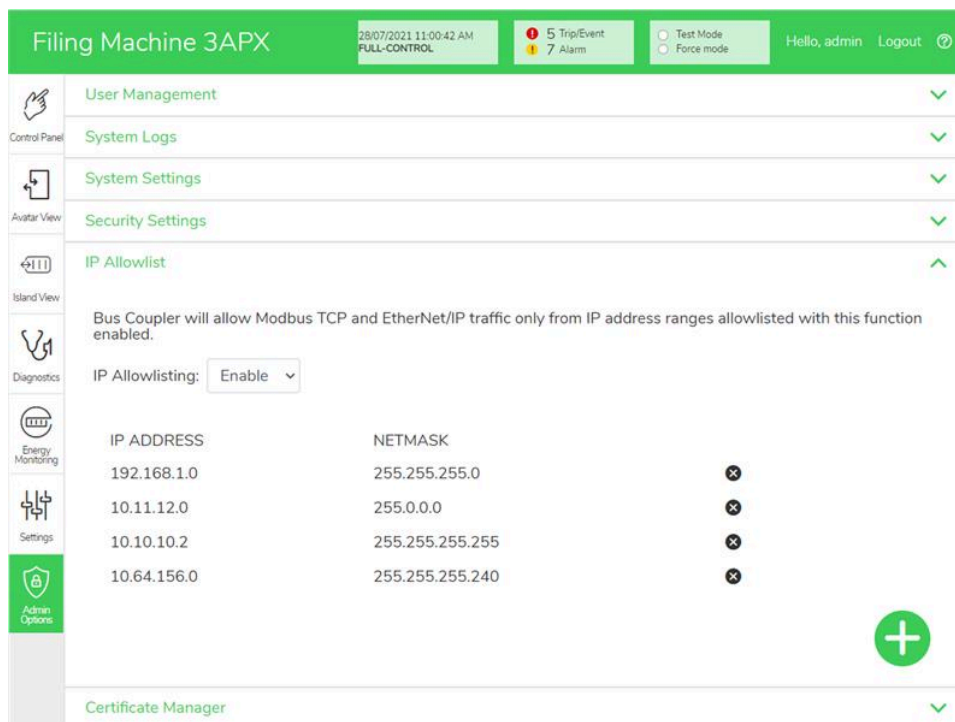 Filing Machine 3APX
28/07/2021 11:00:42 AM
FULL-CONTROL
5 Trip/Event
7 Alarm
Test Mode
Force mode
Hello, admin
Logout
Control Panel
Avatar View
Island View
Diagnostics
Energy
Monitoring
Settings
Admin
Options
User Management
System Logs
System Settings
Security Settings
IP Allowlist
Bus Coupler will allow Modbus TCP and EtherNet/IP traffic only from IP address ranges allowlisted with this function
enabled.
IP Allowlisting: Enable
IP ADDRESS NETMASK
192.168.1.0 255.255.255.0
10.11.12.0 255.0.0.0
10.10.10.2 255.255.255.255
10.64.156.0 255.255.255.240
Certificate Manager